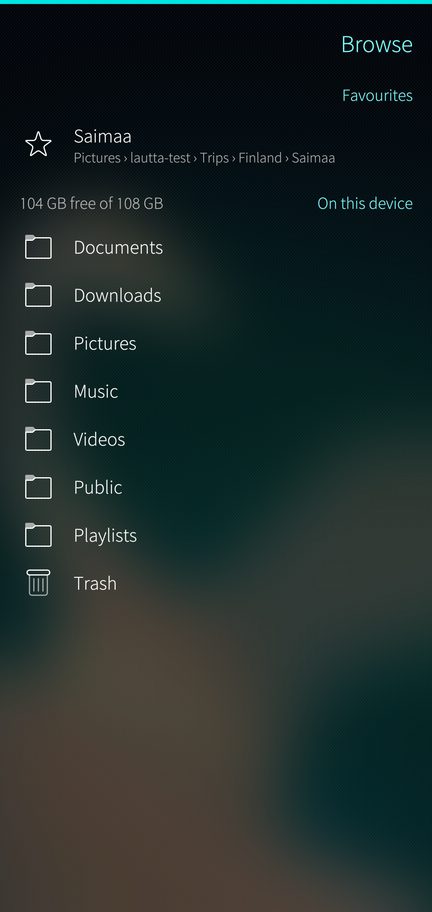 Browse
Favourites
Saimaa
Pictures › lautta-test › Trips › Finland › Saimaa
104 GB free of 108 GB On this device
Documents
Downloads
Pictures
Music
Videos
Public
Playlists
Trash